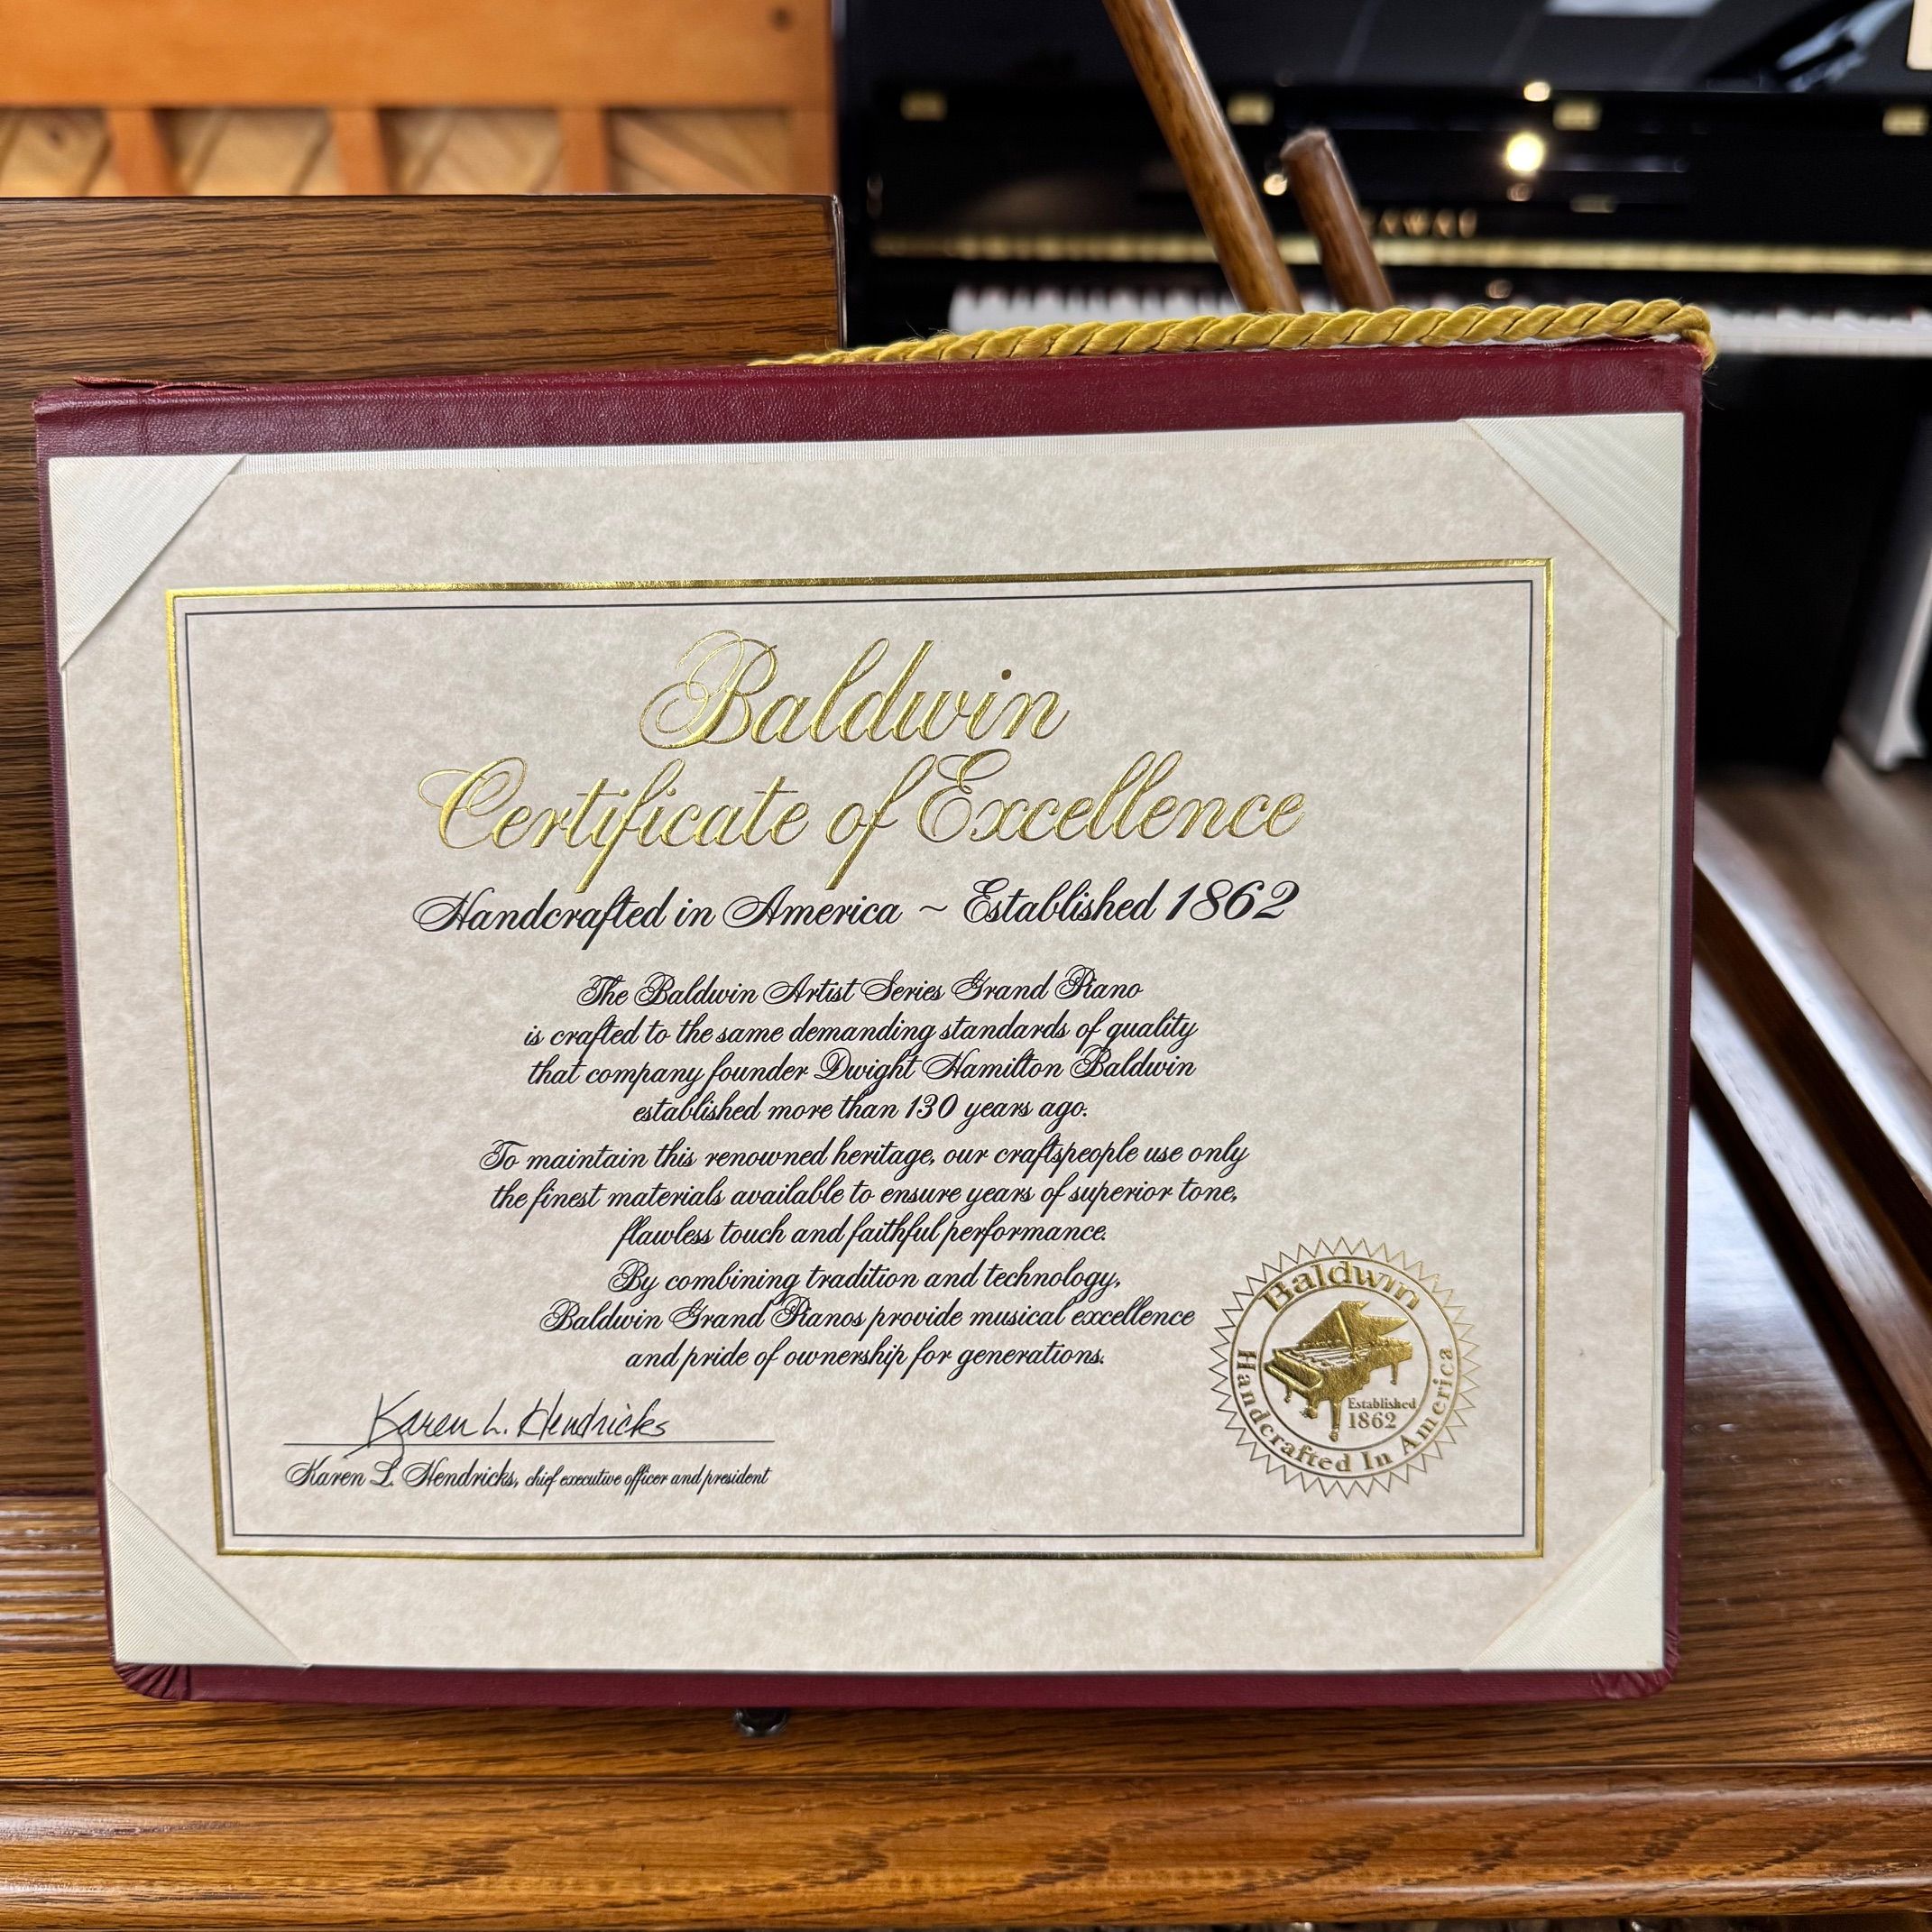 Baldwin
Certificate of Excellence
Handcrafted in America ~ Established 1862
The Baldwin Artist Series Grand Piano
is crafted to the same demanding standards of quality
that company founder Dwight Hamilton Baldwin
established more than 130 years ago.
To maintain this renowned heritage, our craftspeople use only
the finest materials available to ensure years of superior tone,
flawless touch and faithful performance.
By combining tradition and technology,
Baldwin Grand Pianos provide musical excellence
and pride of ownership for generations.
Karen L. Hendricks
Karen L. Hendricks, chief executive officer and president
Baldwin
Established
1862
Handcrafted In America